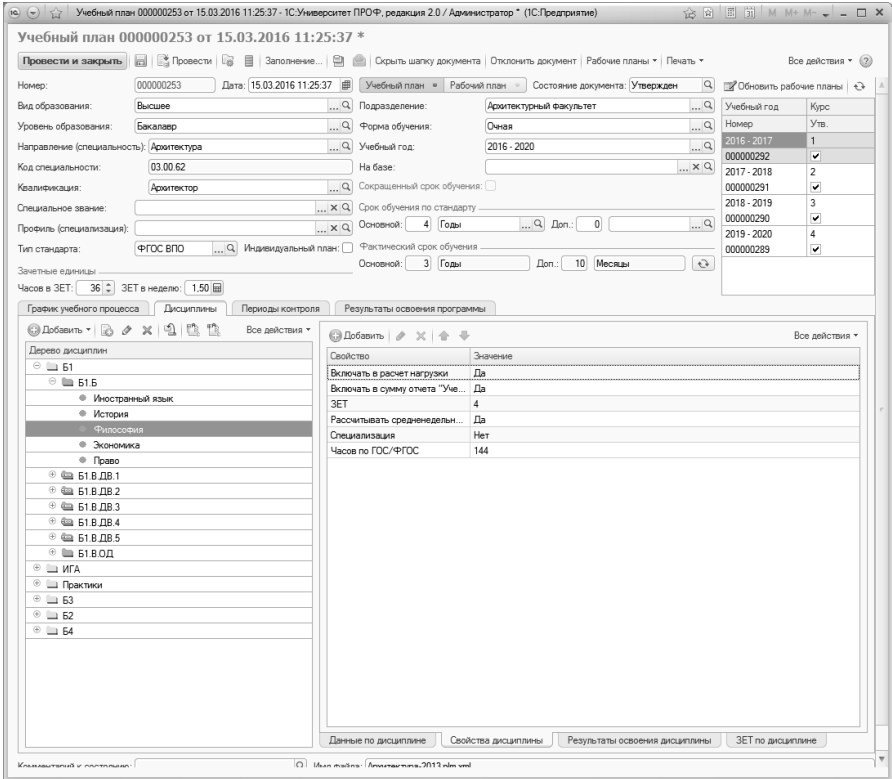 Учебный план 000000253 от 15.03.2016 11:25:37 - 1С:Университет ПРОФ, редакция 2.0 / Администратор * (1С:Предприятие) M M+ M-
Учебный план 000000253 от 15.03.2016 11:25:37 *
Провести и закрыть Провести Заполнение... Скрыть шапку документа Отклонить документ Рабочие планы Печать Все действия
Номер: 000000253 Дата: 15.03.2016 11:25:37 Учебный план Рабочий план Состояние документа: Утвержден Обновить рабочие планы
Вид образования: Высшее ... Подразделение: Архитектурный факультет ... Учебный год Курс
Уровень образования: Бакалавр ... Форма обучения: Очная ... Номер Утв.
Направление (специальность): Архитектура ... Учебный год: 2016 - 2020 ... 2016 - 2017 1
Код специальности: 03.00.62 На базе: ... x 000000292
Квалификация: Архитектор ... Сокращенный срок обучения: 2017 - 2018 2
000000291
Специальное звание: ... x Срок обучения по стандарту 2018 - 2019 3
Профиль (специализация): ... x Основной: 4 Годы ... Доп.: 0 ... 000000290
2019 - 2020 4
Тип стандарта: ФГОС ВПО ... Индивидуальный план: Фактический срок обучения 000000289
Зачетные единицы Основной: 3 Годы Доп.: 10 Месяцы
Часов в ЗЕТ: 36 ЗЕТ в неделю: 1,50
График учебного процесса Дисциплины Периоды контроля Результаты освоения программы
Добавить Все действия Добавить Все действия
Дерево дисциплин Свойство Значение
Б1 Включать в расчет нагрузки Да
Б1.Б Включать в сумму отчета "Уче... Да
Иностранный язык ЗЕТ 4
История Рассчитывать средненедельн... Да
Философия Специализация Нет
Экономика Часов по ГОС/ФГОС 144
Право
Б1.В.ДВ.1
Б1.В.ДВ.2
Б1.В.ДВ.3
Б1.В.ДВ.4
Б1.В.ДВ.5
Б1.В.ОД
ИГА
Практики
Б3
Б2
Б4
Данные по дисциплине Свойства дисциплины Результаты освоения дисциплины ЗЕТ по дисциплине
Комментарий к состоянию: Имя файла: Архитектура-2013.plm.xml